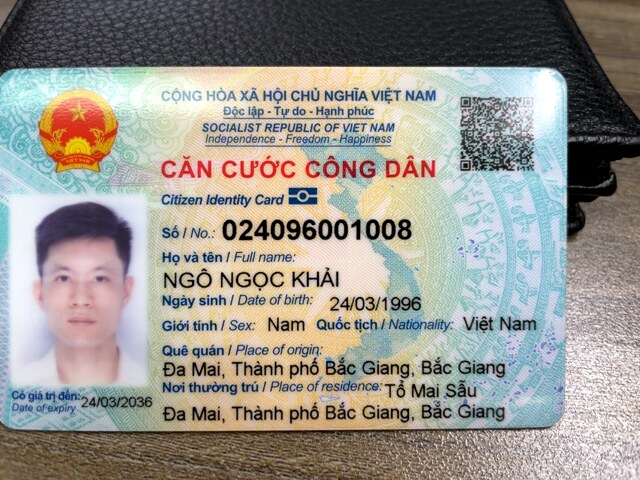 CỘNG HÒA XÃ HỘI CHỦ NGHĨA VIỆT NAM
Độc lập - Tự do - Hạnh phúc
SOCIALIST REPUBLIC OF VIET NAM
Independence - Freedom - Happiness
CĂN CƯỚC CÔNG DÂN
Citizen Identity Card
Số / No.: 024096001008
Họ và tên / Full name:
NGÔ NGỌC KHẢI
Ngày sinh / Date of birth: 24/03/1996
Giới tính / Sex: Nam Quốc tịch / Nationality: Việt Nam
Quê quán / Place of origin:
Đa Mai, Thành phố Bắc Giang, Bắc Giang
Nơi thường trú / Place of residence: Tổ Mai Sẫu
Đa Mai, Thành phố Bắc Giang, Bắc Giang
Có giá trị đến: 24/03/2036
Date of expiry